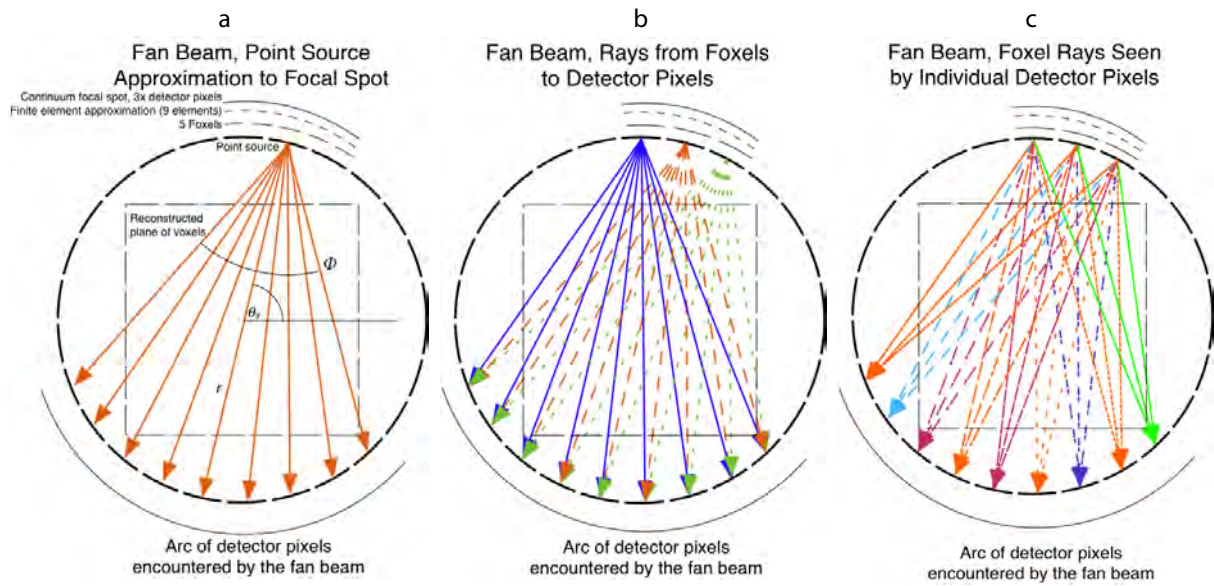 a
Fan Beam, Point Source
Approximation to Focal Spot
Continuum focal spot, 3x detector pixels
Finite element approximation (9 elements)
5 Foxels
Point source
Reconstructed
plane of voxels
Φ
θr
r
Arc of detector pixels
encountered by the fan beam
b
Fan Beam, Rays from Foxels
to Detector Pixels
Arc of detector pixels
encountered by the fan beam
c
Fan Beam, Foxel Rays Seen
by Individual Detector Pixels
Arc of detector pixels
encountered by the fan beam